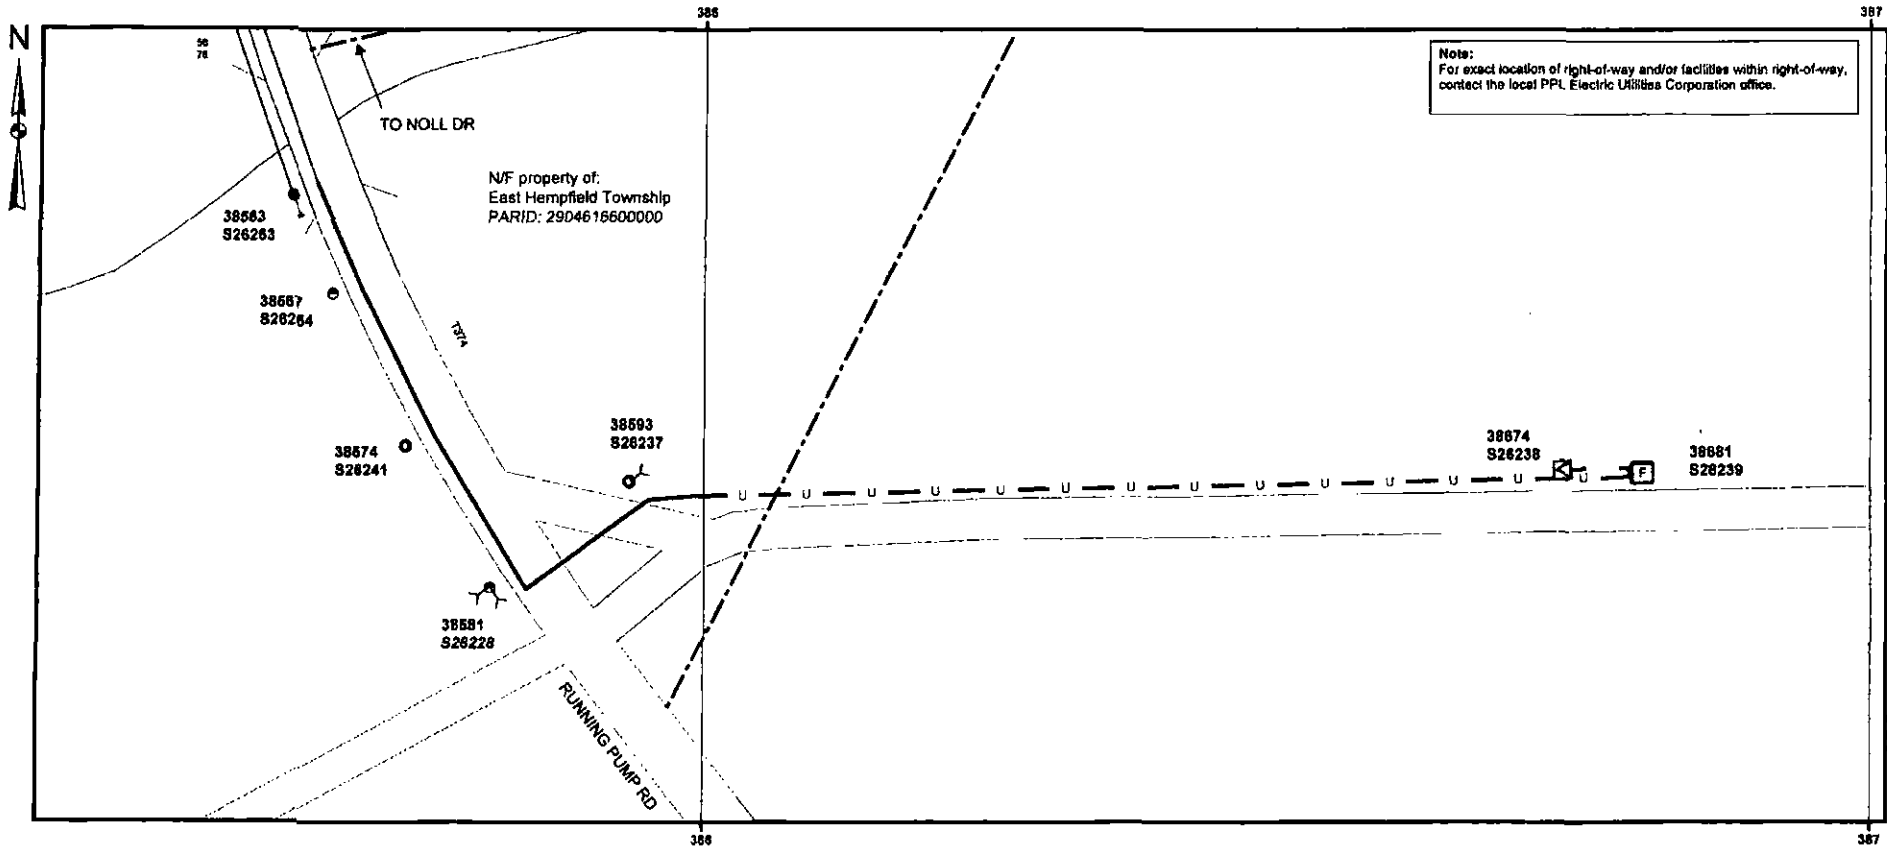 386
387
N
56
76
Note:
For exact location of right-of-way and/or facilities within right-of-way,
contact the local PPL Electric Utilities Corporation office.
TO NOLL DR
N/F property of:
East Hempfield Township
PARID: 2904616600000
38563
S26263
38567
S26254
T374
38574
S26241
38593
S26237
38674
S26238
38681
S26239
F
U U U U U U U U U U U U U U
38581
S26228
RUNNING PUMP RD
386
387